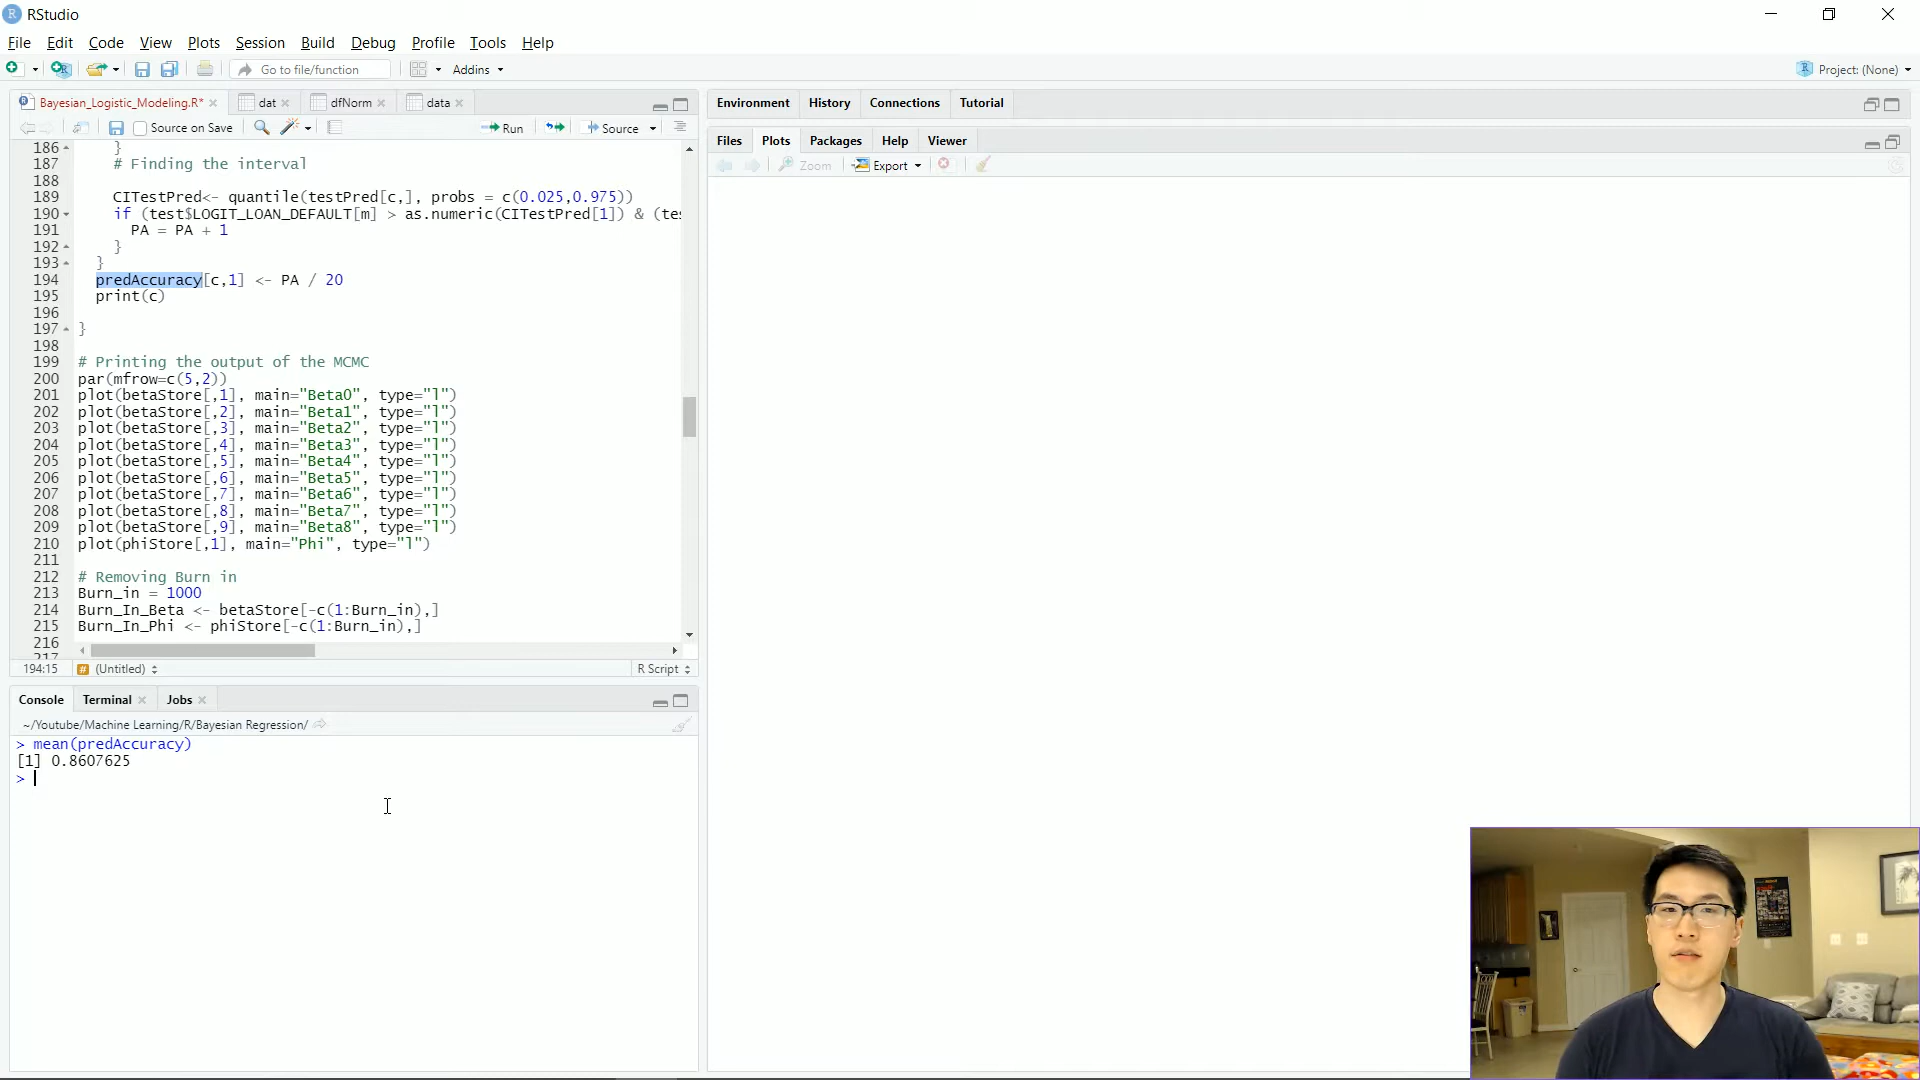 RStudio
File Edit Code View Plots Session Build Debug Profile Tools Help
Go to file/function Addins Project: (None)
Bayesian_Logistic_Modeling.R* dat dfNorm data
Source on Save Run Source
186 }
187 # Finding the interval
188
189 CITestPred<- quantile(testPred[c,], probs = c(0.025,0.975))
190 if (test$LOGIT_LOAN_DEFAULT[m] > as.numeric(CITestPred[1]) & (tes
191 PA = PA + 1
192 }
193 }
194 predAccuracy[c,1] <- PA / 20
195 print(c)
196
197 }
198
199 # Printing the output of the MCMC
200 par(mfrow=c(5,2))
201 plot(betaStore[,1], main="Beta0", type="l")
202 plot(betaStore[,2], main="Beta1", type="l")
203 plot(betaStore[,3], main="Beta2", type="l")
204 plot(betaStore[,4], main="Beta3", type="l")
205 plot(betaStore[,5], main="Beta4", type="l")
206 plot(betaStore[,6], main="Beta5", type="l")
207 plot(betaStore[,7], main="Beta6", type="l")
208 plot(betaStore[,8], main="Beta7", type="l")
209 plot(betaStore[,9], main="Beta8", type="l")
210 plot(phiStore[,1], main="Phi", type="l")
211
212 # Removing Burn in
213 Burn_in = 1000
214 Burn_In_Beta <- betaStore[-c(1:Burn_in),]
215 Burn_In_Phi <- phiStore[-c(1:Burn_in),]
216
217
194:15 # (Untitled) R Script
Console Terminal Jobs
~/Youtube/Machine Learning/R/Bayesian Regression/
> mean(predAccuracy)
[1] 0.8607625
>
Environment History Connections Tutorial
Files Plots Packages Help Viewer
Zoom Export